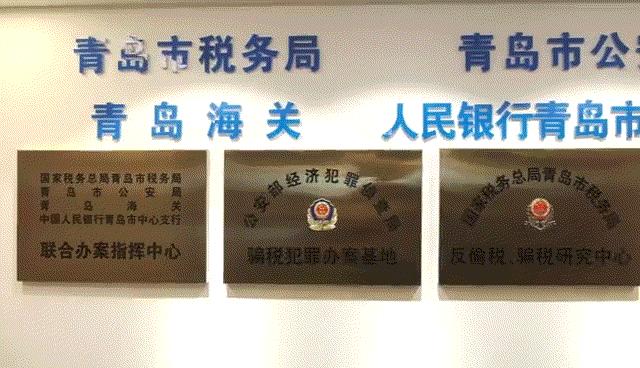 青岛市税务局
青岛市公安
青岛海关
人民银行青岛市
国家税务总局青岛市税务局
青岛市公安局
青岛海关
中国人民银行青岛市中心支行
联合办案指挥中心
公安部经济犯罪侦查局
骗税犯罪办案基地
国家税务总局青岛市税务局
反偷税、骗税研究中心